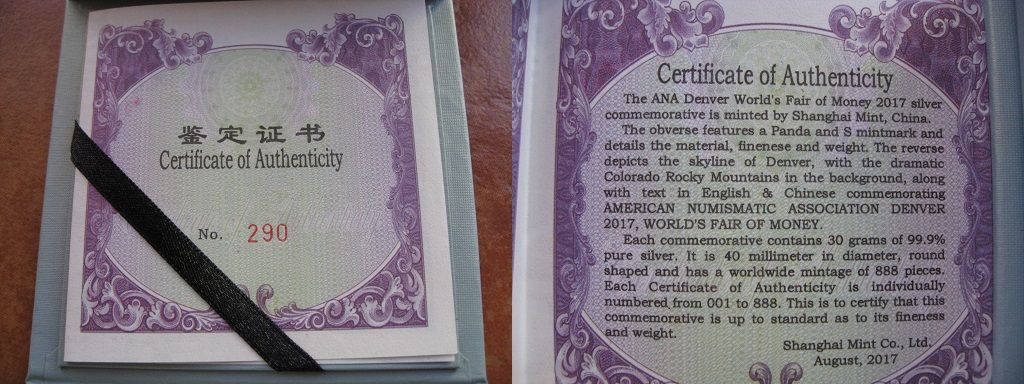 鉴定证书
Certificate of Authenticity
No. 290
Certificate of Authenticity
The ANA Denver World's Fair of Money 2017 silver
commemorative is minted by Shanghai Mint, China.
The obverse features a Panda and S mintmark and
details the material, finenese and weight. The reverse
depicts the skyline of Denver, with the dramatic
Colorado Rocky Mountains in the background, along
with text in English & Chinese commemorating
AMERICAN NUMISMATIC ASSOCIATION DENVER
2017, WORLD'S FAIR OF MONEY.
Each commemorative contains 30 grams of 99.9%
pure silver. It is 40 millimeter in diameter, round
shaped and has a worldwide mintage of 888 pieces.
Each Certificate of Authenticity is individually
numbered from 001 to 888. This is to certify that this
commemorative is up to standard as to its fineness
and weight.
Shanghai Mint Co., Ltd.
August, 2017